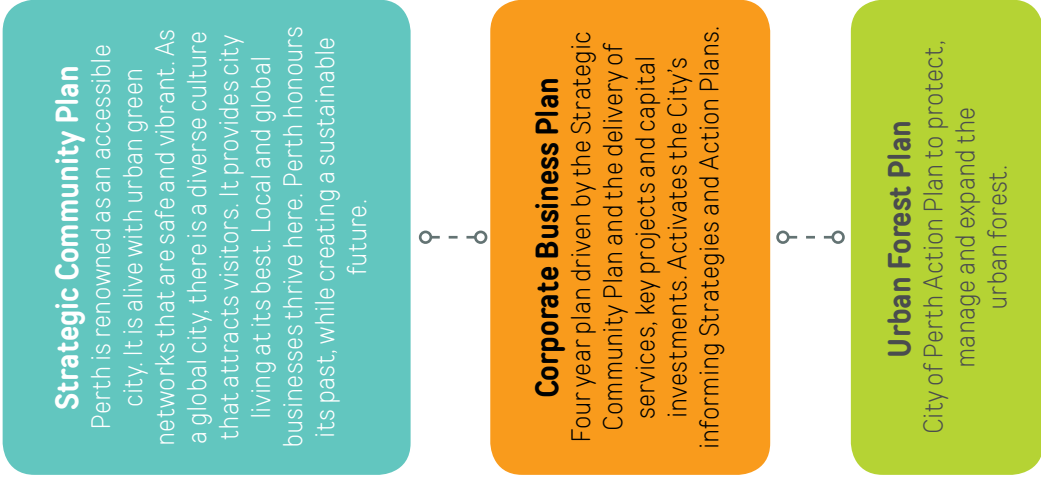 Strategic Community Plan
Perth is renowned as an accessible
city. It is alive with urban green
networks that are safe and vibrant. As
a global city, there is a diverse culture
that attracts visitors. It provides city
living at its best. Local and global
businesses thrive here. Perth honours
its past, while creating a sustainable
future.
Corporate Business Plan
Four year plan driven by the Strategic
Community Plan and the delivery of
services, key projects and capital
investments. Activates the City's
informing Strategies and Action Plans.
Urban Forest Plan
City of Perth Action Plan to protect,
manage and expand the
urban forest.